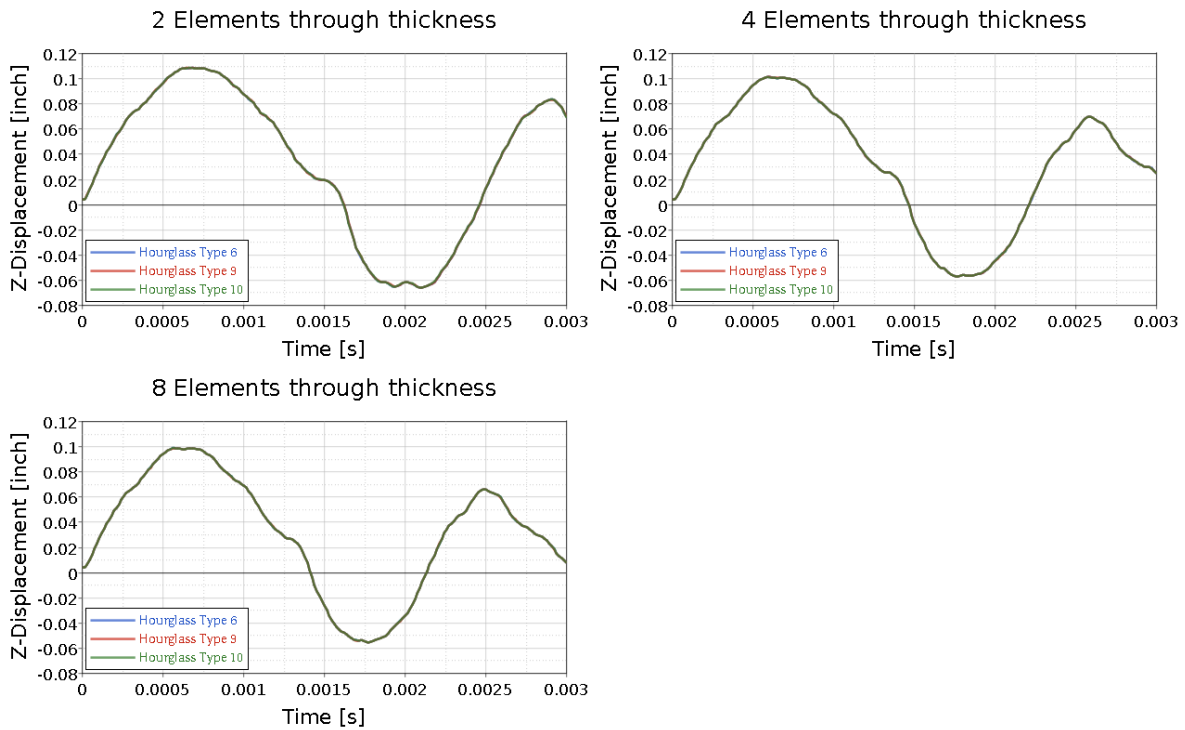 2 Elements through thickness
Z-Displacement [inch]
0.12
0.1
0.08
0.06
0.04
0.02
0
-0.02
-0.04
-0.06
-0.08
Hourglass Type 6
Hourglass Type 9
Hourglass Type 10
0 0.0005 0.001 0.0015 0.002 0.0025 0.003
Time [s]
4 Elements through thickness
Z-Displacement [inch]
0.12
0.1
0.08
0.06
0.04
0.02
0
-0.02
-0.04
-0.06
-0.08
Hourglass Type 6
Hourglass Type 9
Hourglass Type 10
0 0.0005 0.001 0.0015 0.002 0.0025 0.003
Time [s]
8 Elements through thickness
Z-Displacement [inch]
0.12
0.1
0.08
0.06
0.04
0.02
0
-0.02
-0.04
-0.06
-0.08
Hourglass Type 6
Hourglass Type 9
Hourglass Type 10
0 0.0005 0.001 0.0015 0.002 0.0025 0.003
Time [s]